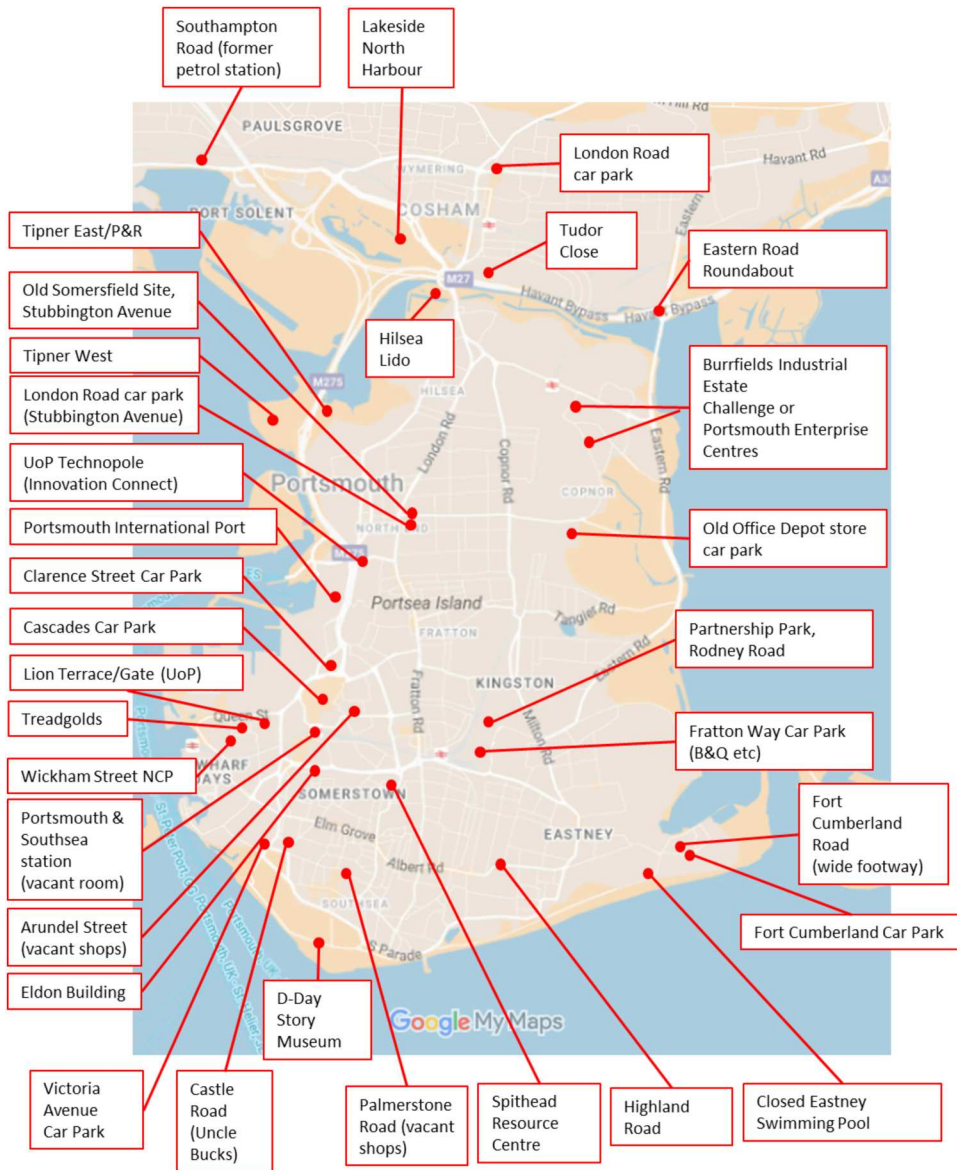 Southampton
Road (former
petrol station)
Lakeside
North
Harbour
PAULSGROVE
Hill Rd
London Road
car park
Havant Rd
WYMERING
PORT SOLENT
COSHAM
Eastern
Tipner East/P&R
Tudor
Close
Eastern Road
Roundabout
M27
Havant Bypass
Havant Bypass
Old Somersfield Site,
Stubbington Avenue
Hilsea
Lido
Tipner West
M275
HILSEA
Burrfields Industrial
Estate
Challenge or
Portsmouth Enterprise
Centres
London Road car park
(Stubbington Avenue)
London Rd
Copnor Rd
Eastern Rd
UoP Technopole
(Innovation Connect)
Portsmouth
COPNOR
Portsmouth International Port
NORTH END
Old Office Depot store
car park
M275
Clarence Street Car Park
Portsea Island
Tangier Rd
Cascades Car Park
FRATTON
Eastern Rd
Partnership Park,
Rodney Road
Lion Terrace/Gate (UoP)
KINGSTON
Fratton Rd
Milton Rd
Treadgolds
Queen St
Fratton Way Car Park
(B&Q etc)
Wickham Street NCP
WHARF
QUAYS
SOMERSTOWN
Portsmouth &
Southsea
station
(vacant room)
Elm Grove
EASTNEY
Fort
Cumberland
Road
(wide footway)
Albert Rd
SOUTHSEA
Arundel Street
(vacant shops)
Fort Cumberland Car Park
S Parade
Eldon Building
D-Day
Story
Museum
Google My Maps
Victoria
Avenue
Car Park
Castle
Road
(Uncle
Bucks)
Palmerstone
Road (vacant
shops)
Spithead
Resource
Centre
Highland
Road
Closed Eastney
Swimming Pool